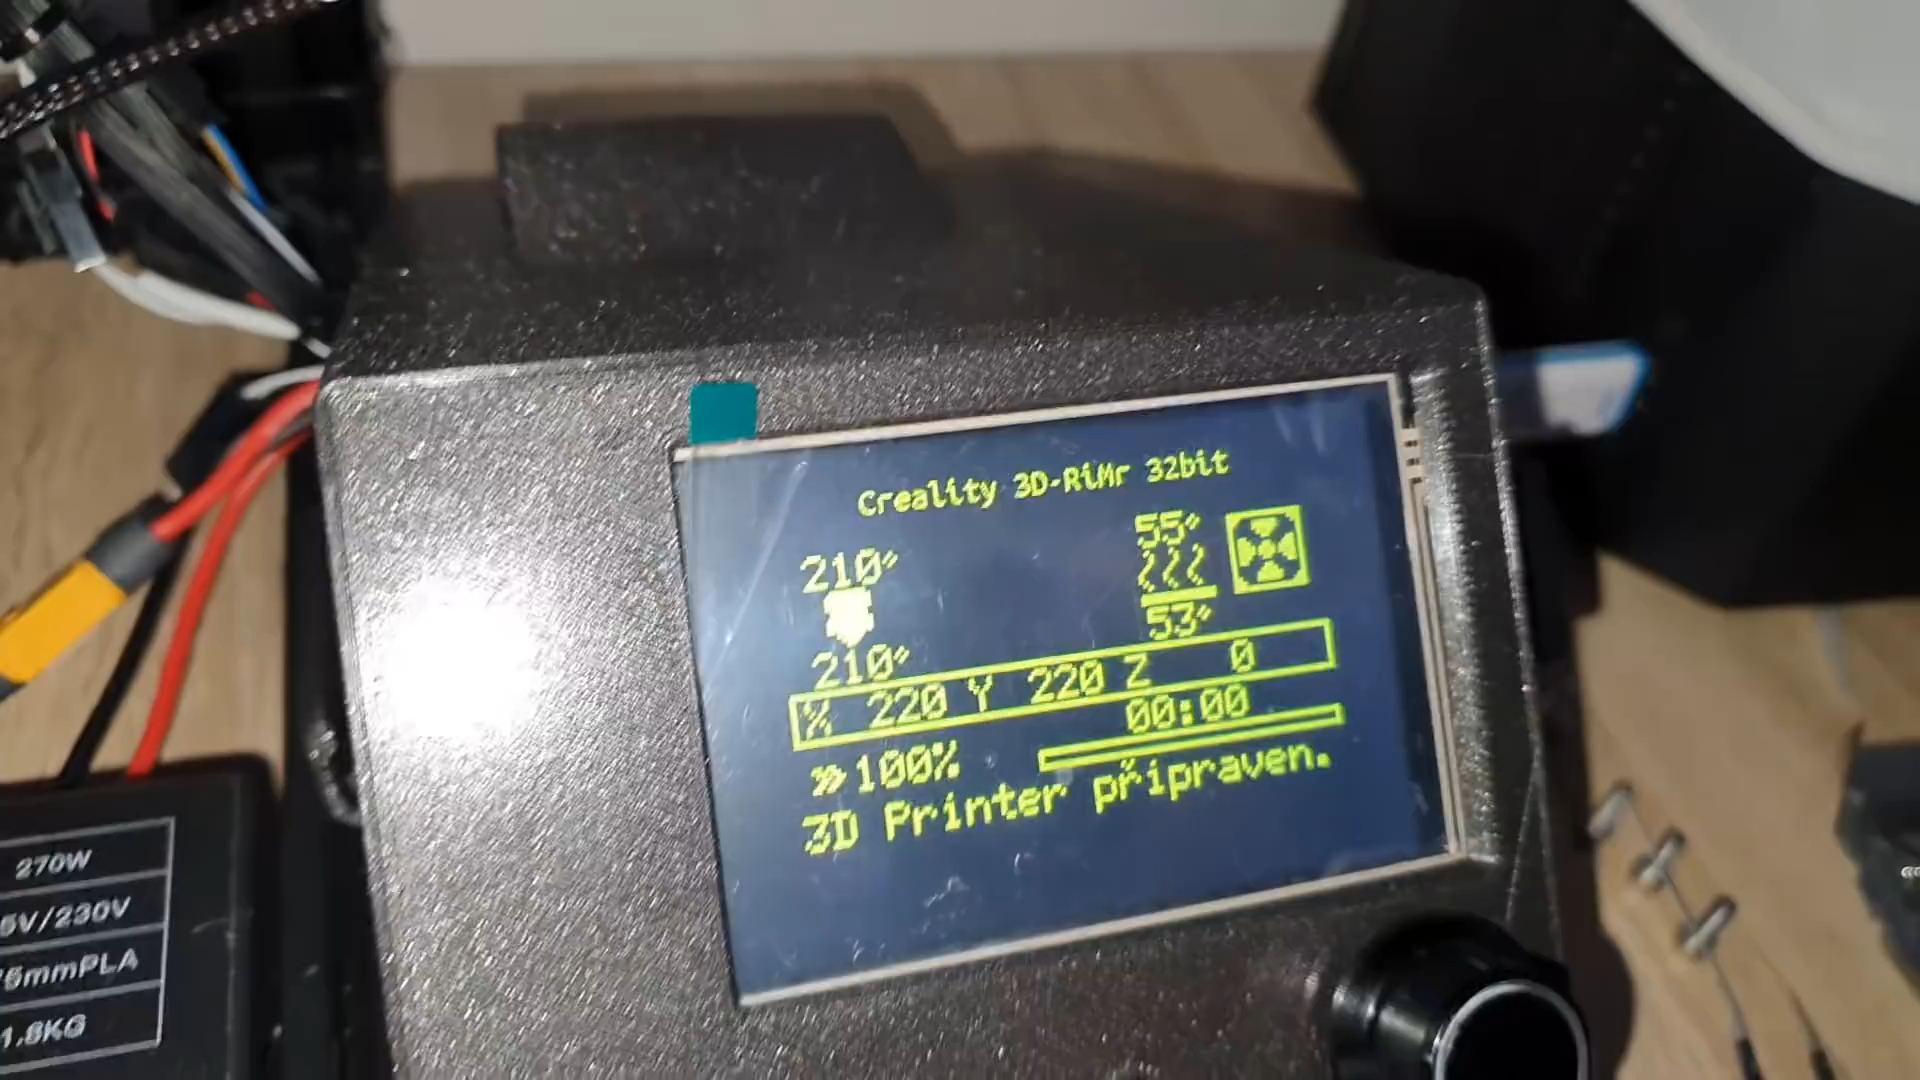 Creality 3D-RiMr 32bit
210°
55°
53°
210°
X 220 Y 220 Z 0
00:00
100%
3D Printer připraven.
270W
5V/230V
75mmPLA
1.8KG